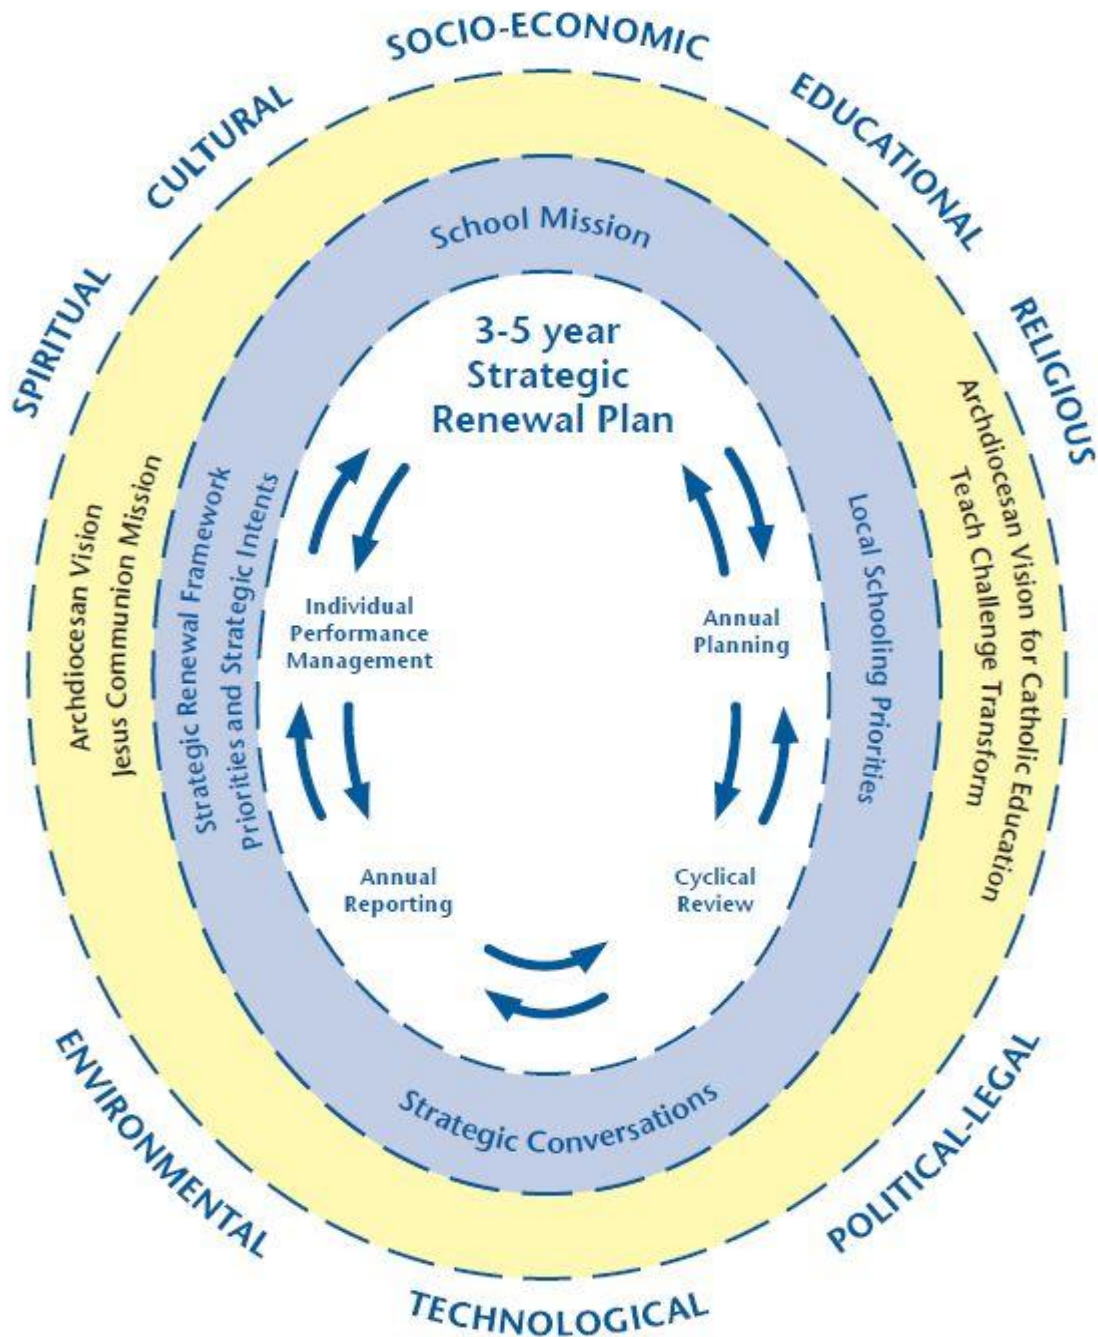 SOCIO-ECONOMIC
EDUCATIONAL
CULTURAL
SPIRITUAL
RELIGIOUS
School Mission
3-5 year
Strategic
Renewal Plan
Archdiocesan Vision
Jesus Communion Mission
Strategic Renewal Framework
Priorities and Strategic Intents
Local Schooling Priorities
Archdiocesan Vision for Catholic Education
Teach Challenge Transform
Individual
Performance
Management
Annual
Planning
Annual
Reporting
Cyclical
Review
Strategic Conversations
ENVIRONMENTAL
POLITICAL-LEGAL
TECHNOLOGICAL